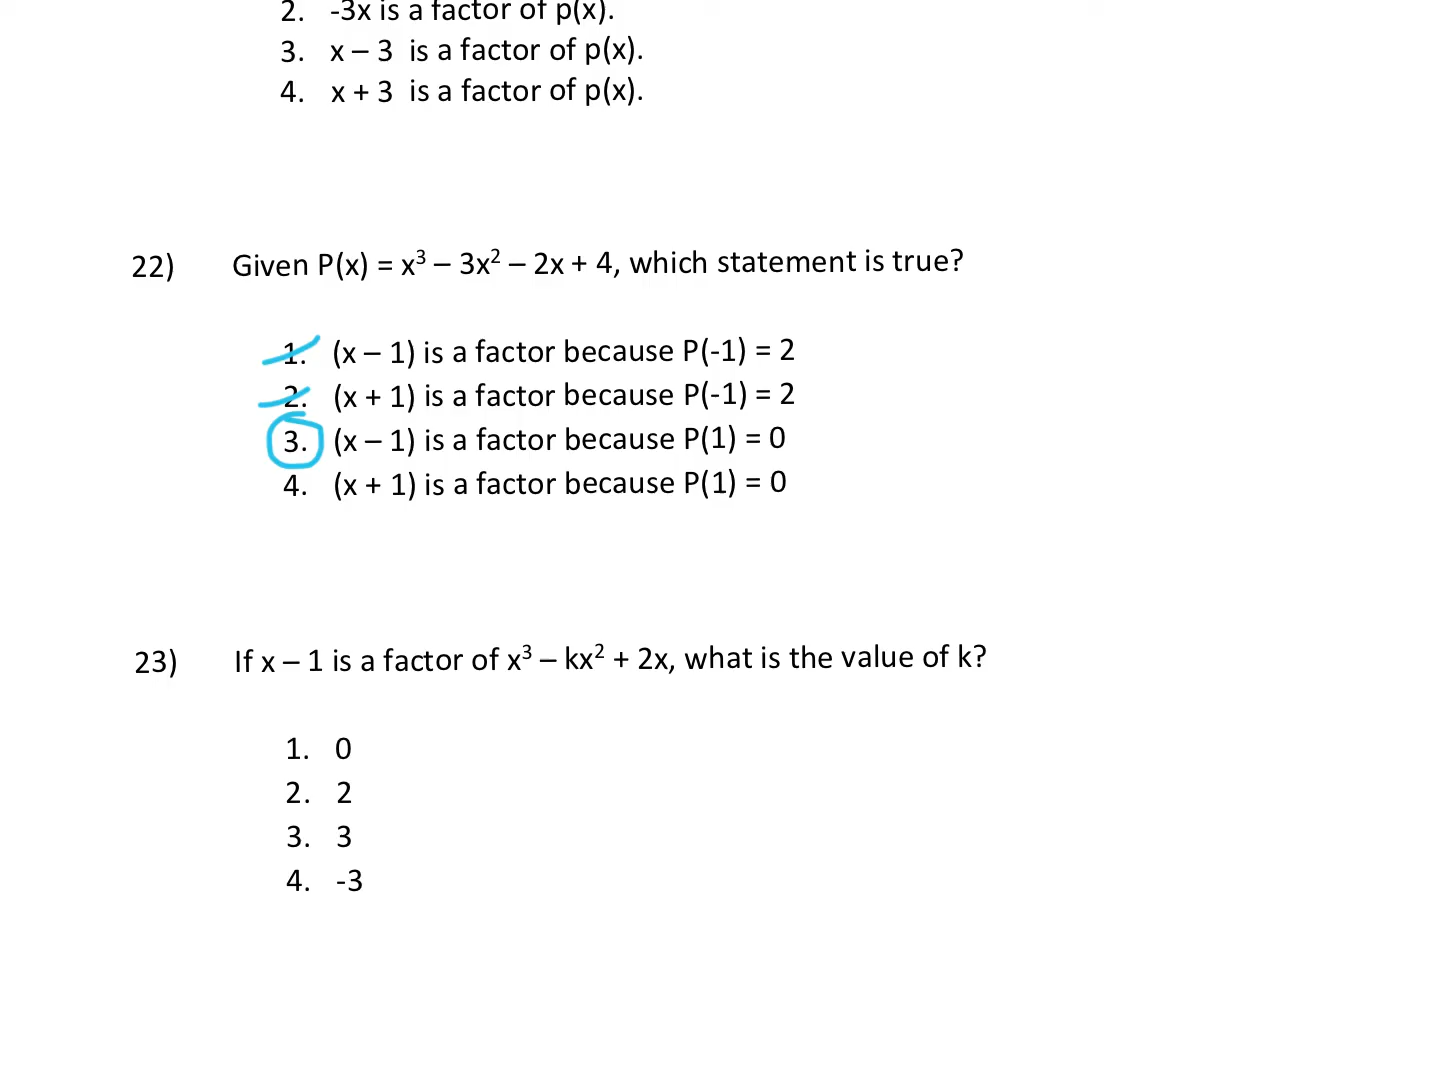 2. -3x is a factor of p(x).
3. x – 3 is a factor of p(x).
4. x + 3 is a factor of p(x).
22) Given P(x) = x³ – 3x² – 2x + 4, which statement is true?
1. (x – 1) is a factor because P(-1) = 2
2. (x + 1) is a factor because P(-1) = 2
3. (x – 1) is a factor because P(1) = 0
4. (x + 1) is a factor because P(1) = 0
23) If x – 1 is a factor of x³ – kx² + 2x, what is the value of k?
1. 0
2. 2
3. 3
4. -3